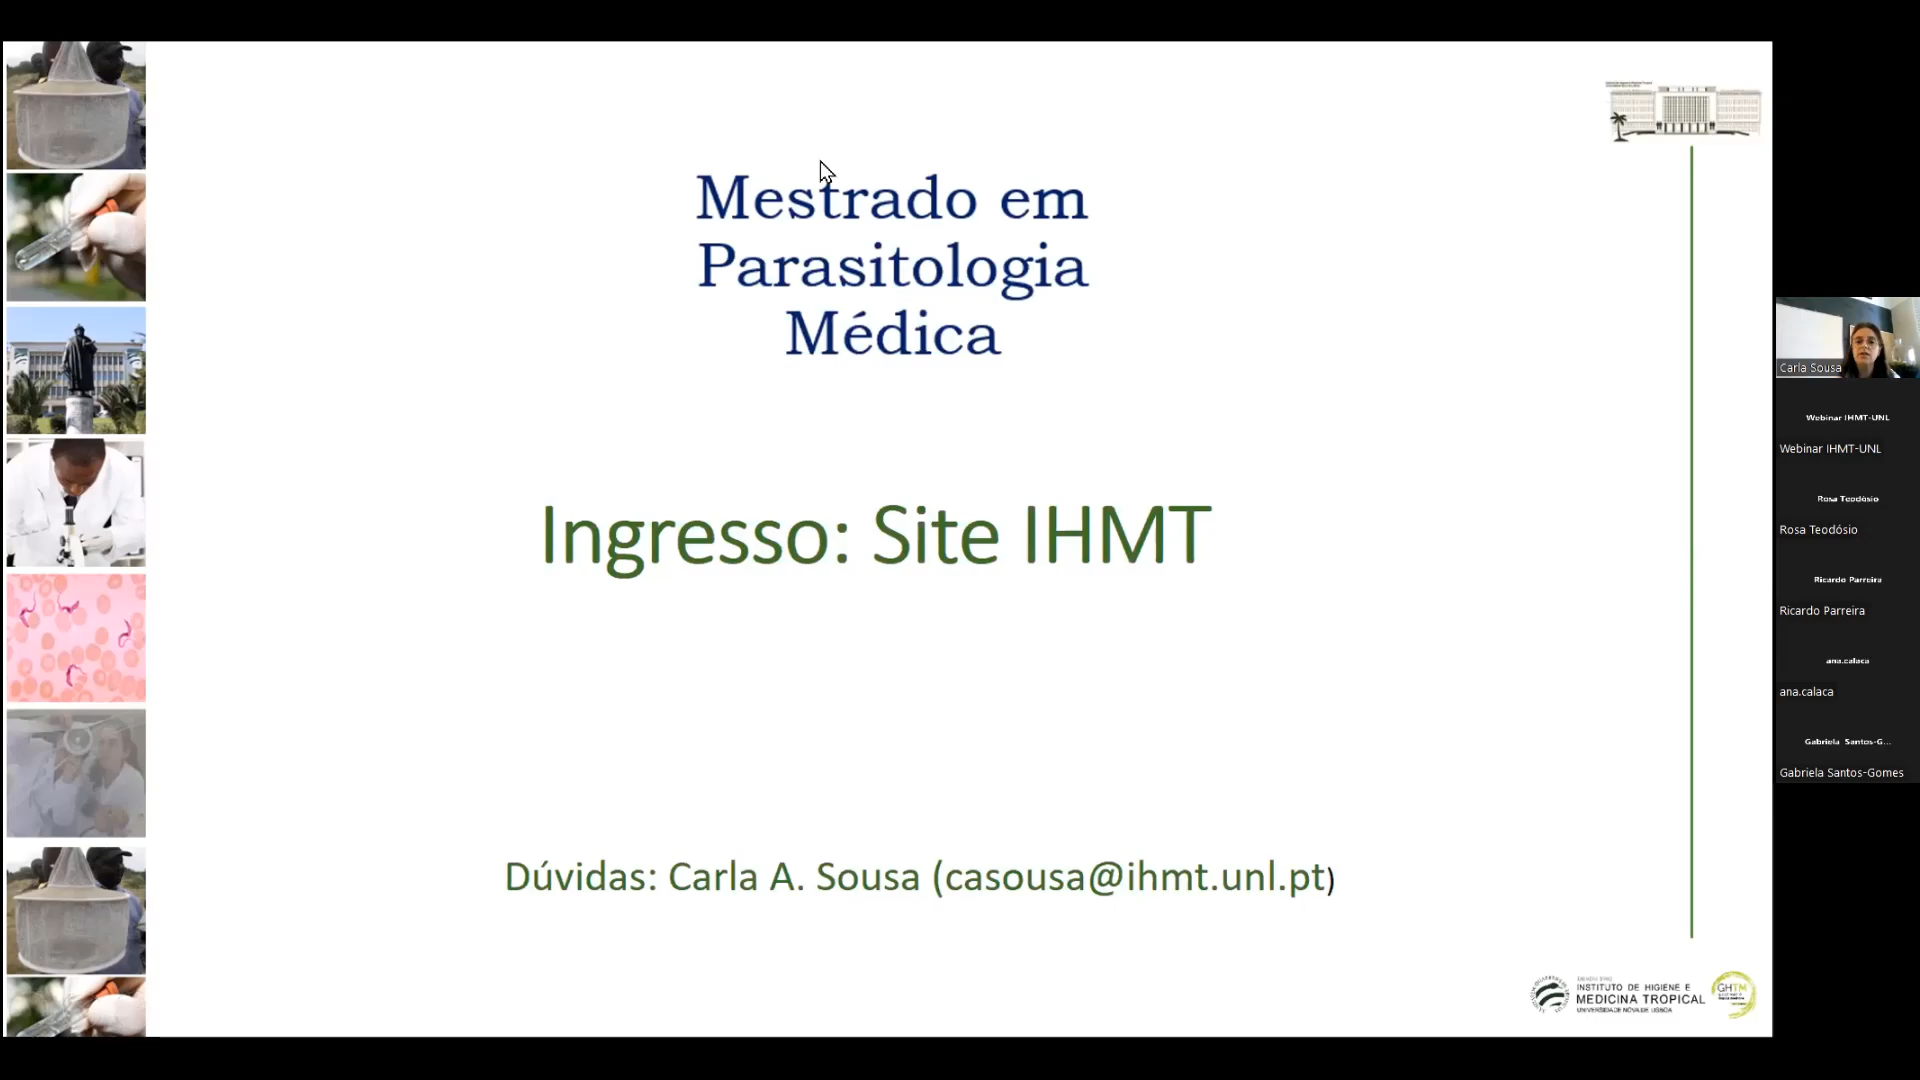 Mestrado em
Parasitologia
Médica
Ingresso: Site IHMT
Dúvidas: Carla A. Sousa (casousa@ihmt.unl.pt)
INSTITUTO DE HIGIENE E
MEDICINA TROPICAL
UNIVERSIDADE NOVA DE LISBOA
GHTM
Carla Sousa
Webinar IHMT-UNL
Webinar IHMT-UNL
Rosa Teodósio
Rosa Teodósio
Ricardo Parreira
Ricardo Parreira
ana.calaca
ana.calaca
Gabriela Santos-G...
Gabriela Santos-Gomes